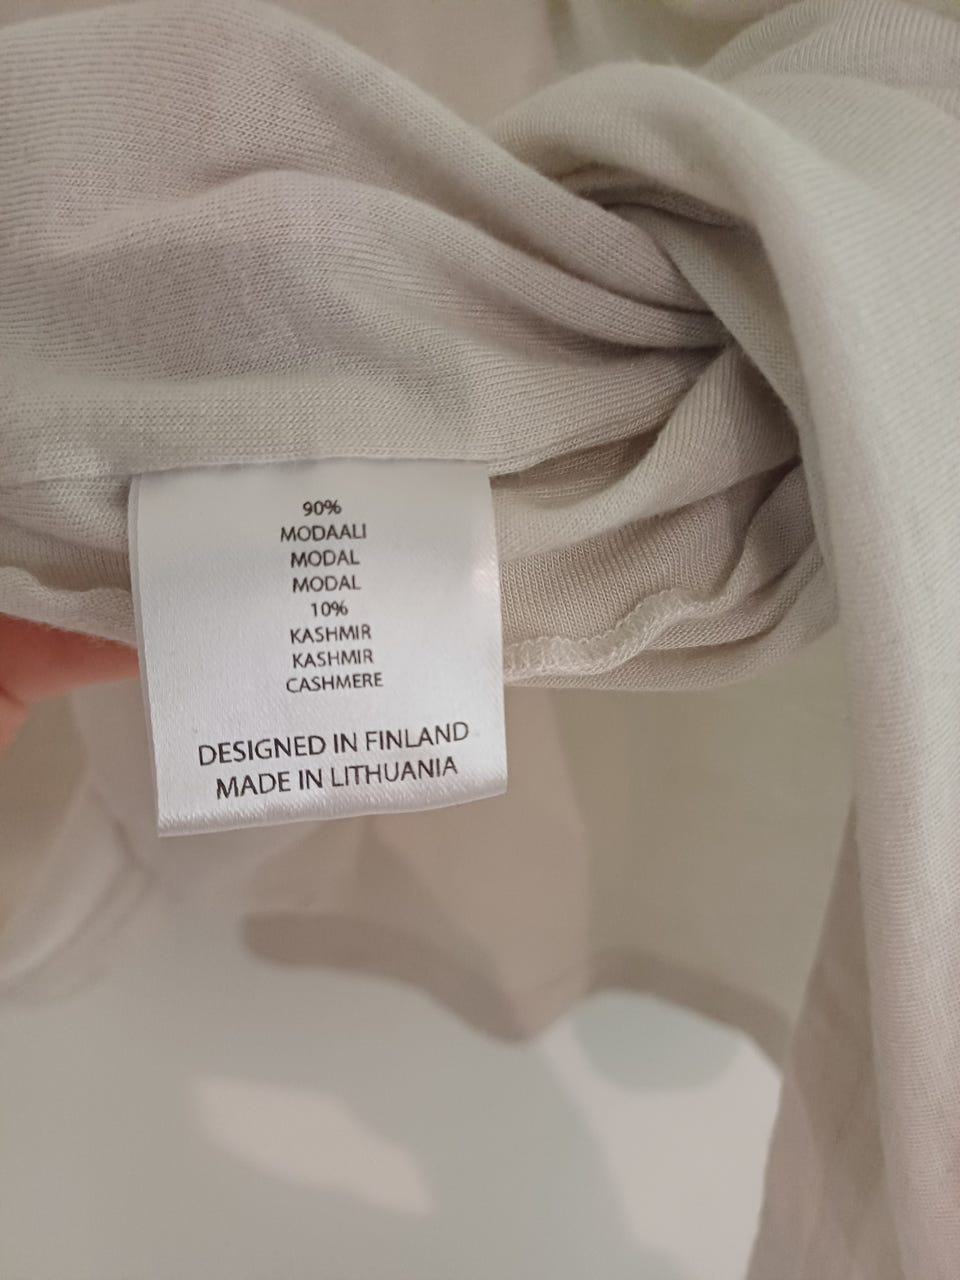 90%
MODAALI
MODAL
MODAL
10%
KASHMIR
KASHMIR
CASHMERE
DESIGNED IN FINLAND
MADE IN LITHUANIA